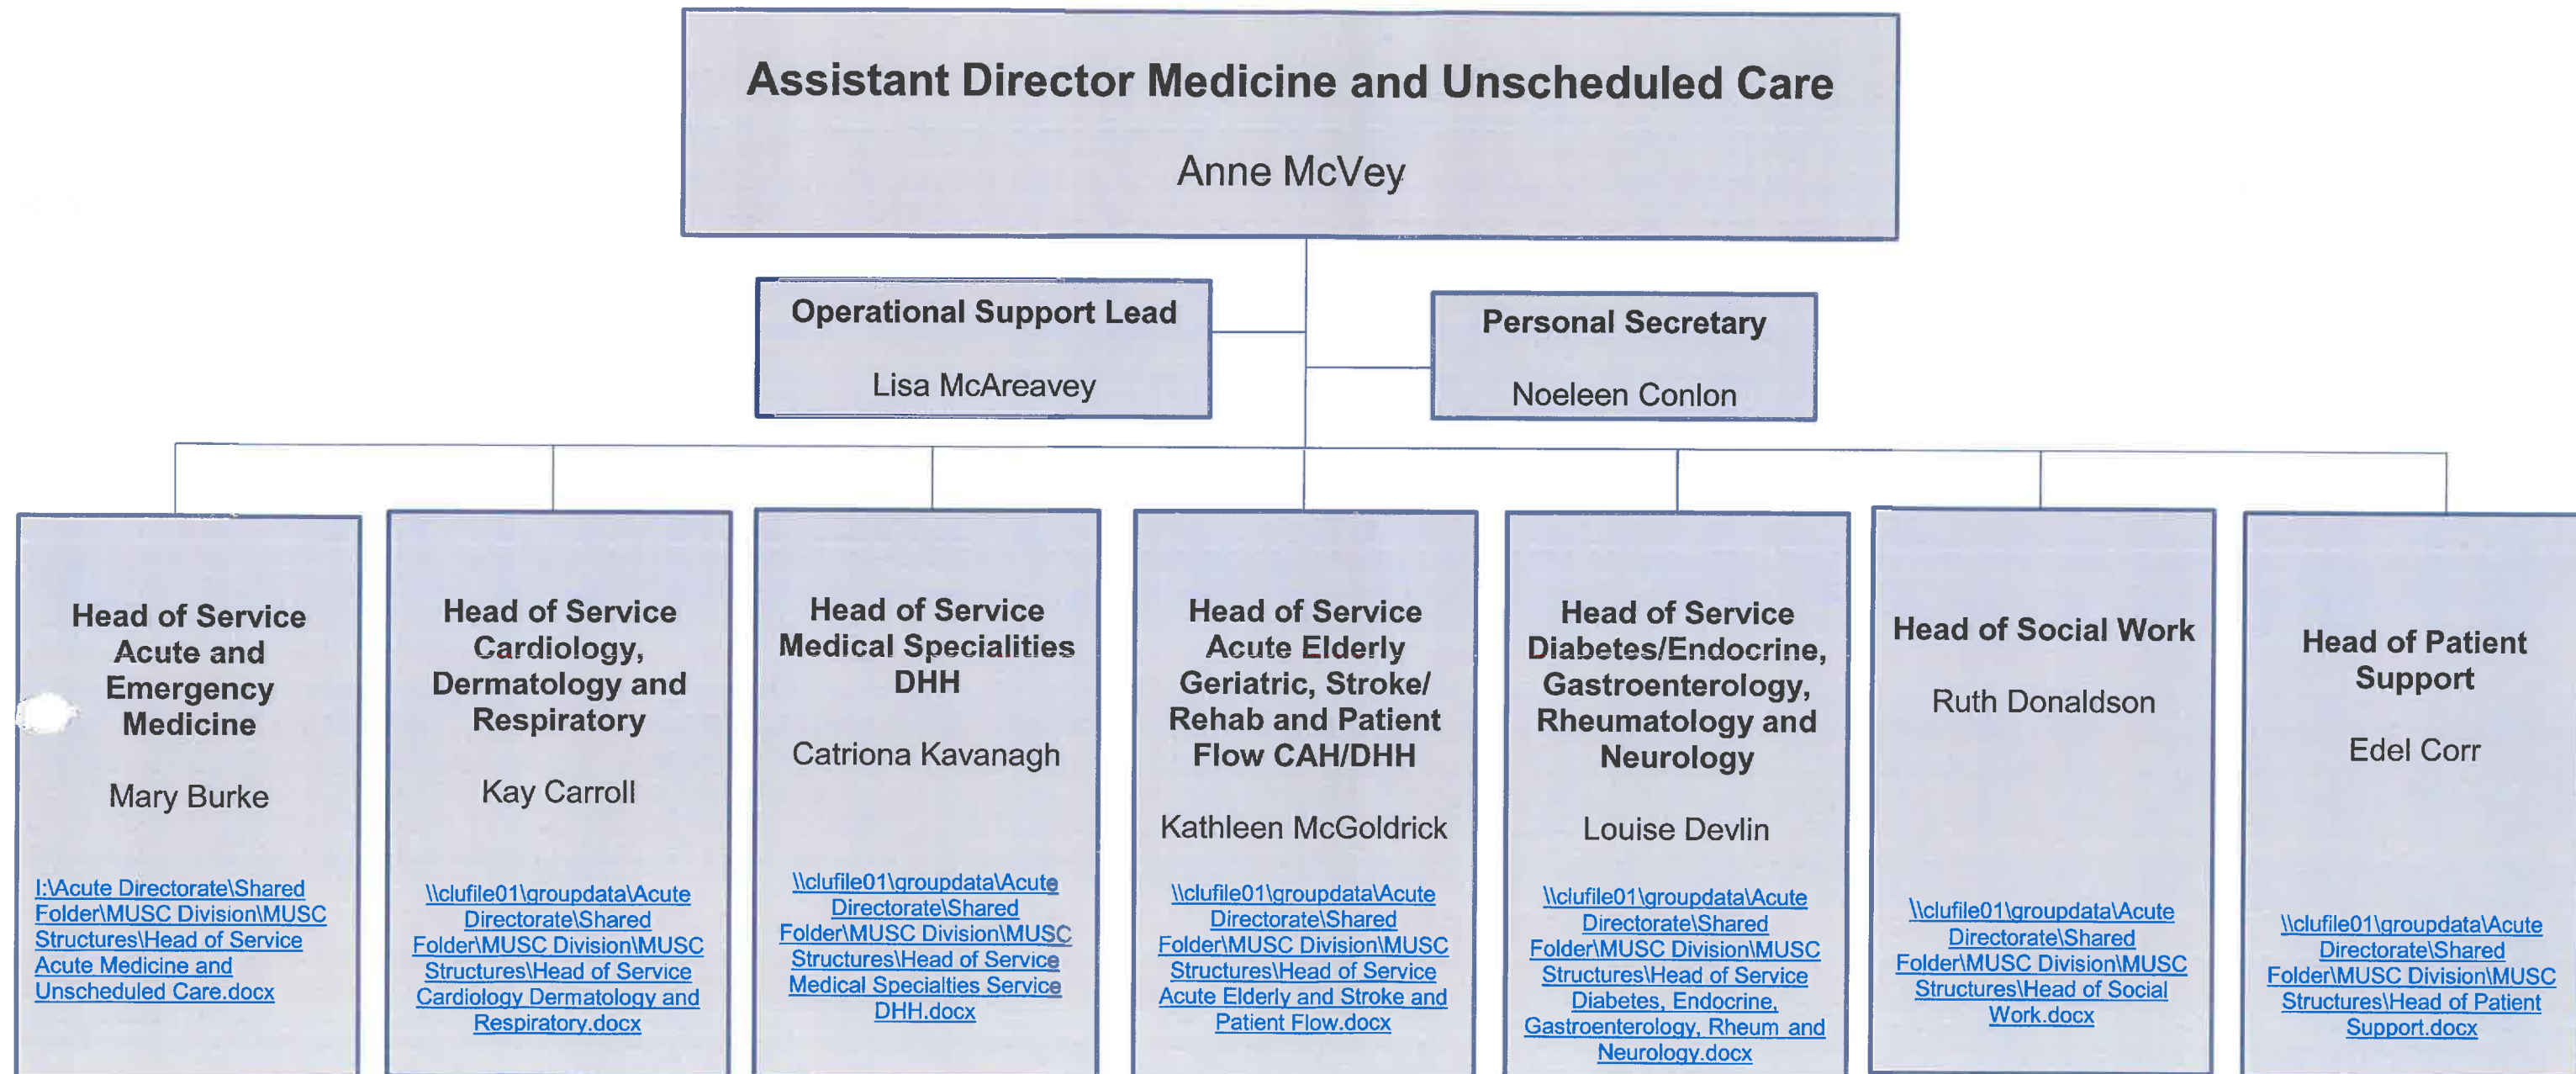 Assistant Director Medicine and Unscheduled Care
Anne McVey
Operational Support Lead
Lisa McAreavey
Personal Secretary
Noeleen Conlon
Head of Service
Acute and
Emergency
Medicine
Mary Burke
I:\Acute Directorate\Shared
Folder\MUSC Division\MUSC
Structures\Head of Service
Acute Medicine and
Unscheduled Care.docx
Head of Service
Cardiology,
Dermatology and
Respiratory
Kay Carroll
\\clufile01\groupdata\Acute
Directorate\Shared
Folder\MUSC Division\MUSC
Structures\Head of Service
Cardiology Dermatology and
Respiratory.docx
Head of Service
Medical Specialities
DHH
Catriona Kavanagh
\\clufile01\groupdata\Acute
Directorate\Shared
Folder\MUSC Division\MUSC
Structures\Head of Service
Medical Specialties Service
DHH.docx
Head of Service
Acute Elderly
Geriatric, Stroke/
Rehab and Patient
Flow CAH/DHH
Kathleen McGoldrick
\\clufile01\groupdata\Acute
Directorate\Shared
Folder\MUSC Division\MUSC
Structures\Head of Service
Acute Elderly and Stroke and
Patient Flow.docx
Head of Service
Diabetes/Endocrine,
Gastroenterology,
Rheumatology and
Neurology
Louise Devlin
\\clufile01\groupdata\Acute
Directorate\Shared
Folder\MUSC Division\MUSC
Structures\Head of Service
Diabetes, Endocrine,
Gastroenterology, Rheum and
Neurology.docx
Head of Social Work
Ruth Donaldson
\\clufile01\groupdata\Acute
Directorate\Shared
Folder\MUSC Division\MUSC
Structures\Head of Social
Work.docx
Head of Patient
Support
Edel Corr
\\clufile01\groupdata\Acute
Directorate\Shared
Folder\MUSC Division\MUSC
Structures\Head of Patient
Support.docx